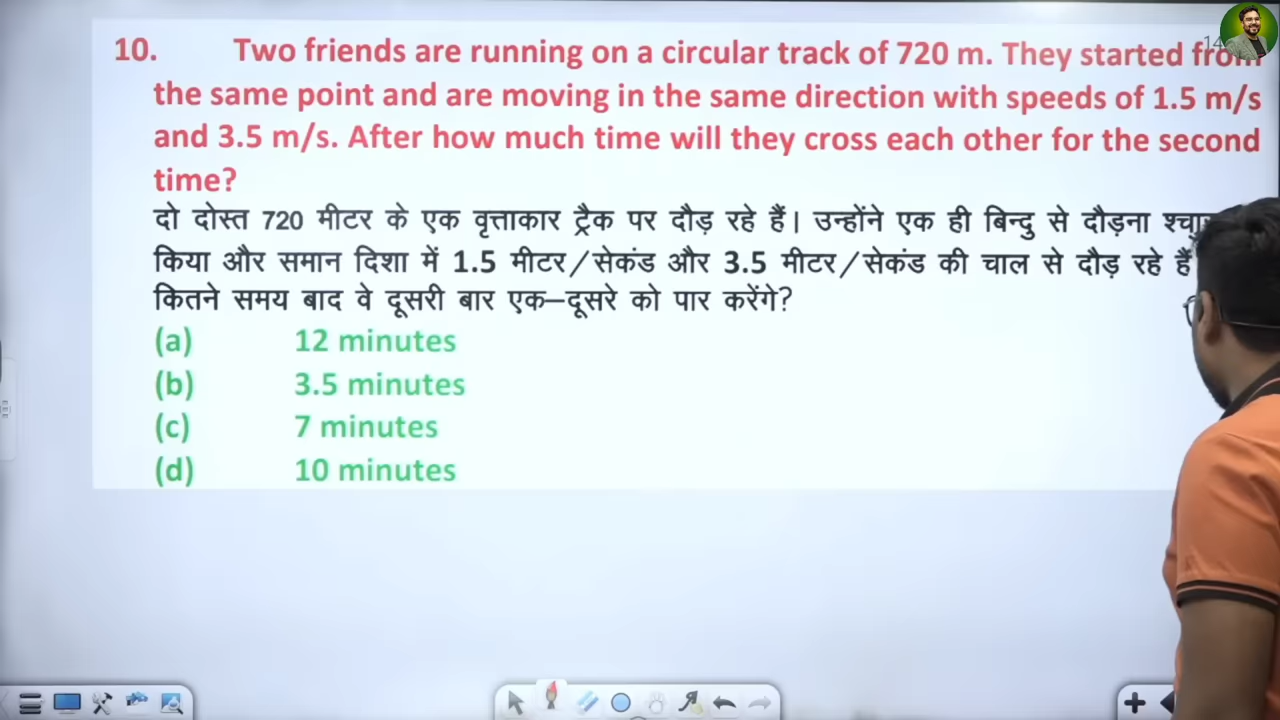 10. Two friends are running on a circular track of 720 m. They started from
the same point and are moving in the same direction with speeds of 1.5 m/s
and 3.5 m/s. After how much time will they cross each other for the second
time?
दो दोस्त 720 मीटर के एक वृत्ताकार ट्रैक पर दौड़ रहे हैं। उन्होंने एक ही बिन्दु से दौड़ना
किया और समान दिशा में 1.5 मीटर/सेकंड और 3.5 मीटर/सेकंड की चाल से दौड़ रहे हैं
कितने समय बाद वे दूसरी बार एक–दूसरे को पार करेंगे?
(a) 12 minutes
(b) 3.5 minutes
(c) 7 minutes
(d) 10 minutes